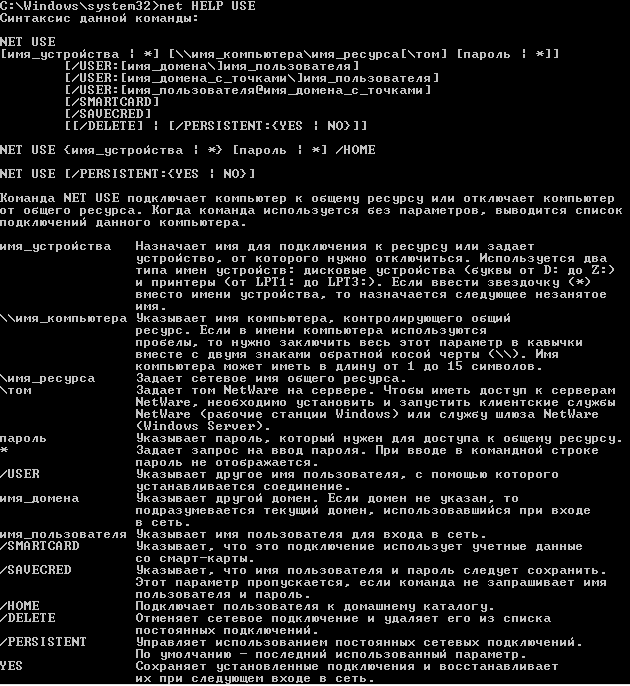 C:\Windows\system32>net HELP USE
Синтаксис данной команды:
NET USE
[имя_устройства | *] [\\имя_компьютера\имя_ресурса[\том] [пароль | *]]
[/USER:[имя_домена\]имя_пользователя]
[/USER:[имя_домена_с_точками\]имя_пользователя]
[/USER:[имя_пользователя@имя_домена_с_точками]
[/SMARTCARD]
[/SAVECRED]
[[/DELETE] | [/PERSISTENT:{YES | NO}]]
NET USE {имя_устройства | *} [пароль | *] /HOME
NET USE [/PERSISTENT:{YES | NO}]
Команда NET USE подключает компьютер к общему ресурсу или отключает компьютер
от общего ресурса. Когда команда используется без параметров, выводится список
подключений данного компьютера.
имя_устройства Назначает имя для подключения к ресурсу или задает
устройство, от которого нужно отключиться. Используется два
типа имен устройств: дисковые устройства (буквы от D: до Z:)
и принтеры (от LPT1: до LPT3:). Если ввести звездочку (*)
вместо имени устройства, то назначается следующее незанятое
имя.
\\имя_компьютера Указывает имя компьютера, контролирующего общий
ресурс. Если в имени компьютера используются
пробелы, то нужно заключить весь этот параметр в кавычки
вместе с двумя знаками обратной косой черты (\\). Имя
компьютера может иметь в длину от 1 до 15 символов.
\имя_ресурса Задает сетевое имя общего ресурса.
\том Задает том NetWare на сервере. Чтобы иметь доступ к серверам
NetWare, необходимо установить и запустить клиентские службы
NetWare (рабочие станции Windows) или службу шлюза NetWare
(Windows Server).
пароль Указывает пароль, который нужен для доступа к общему ресурсу.
* Задает запрос на ввод пароля. При вводе в командной строке
пароль не отображается.
/USER Указывает другое имя пользователя, с помощью которого
устанавливается соединение.
имя_домена Указывает другой домен. Если домен не указан, то
подразумевается текущий домен, использовавшийся при входе
в сеть.
имя_пользователя Указывает имя пользователя для входа в сеть.
/SMARTCARD Указывает, что это подключение использует учетные данные
со смарт-карты.
/SAVECRED Указывает, что имя пользователя и пароль следует сохранить.
Этот параметр пропускается, если команда не запрашивает имя
пользователя и пароль.
/HOME Подключает пользователя к домашнему каталогу.
/DELETE Отменяет сетевое подключение и удаляет его из списка
постоянных подключений.
/PERSISTENT Управляет использованием постоянных сетевых подключений.
По умолчанию - последний использованный параметр.
YES Сохраняет установленные подключения и восстанавливает
их при следующем входе в сеть.